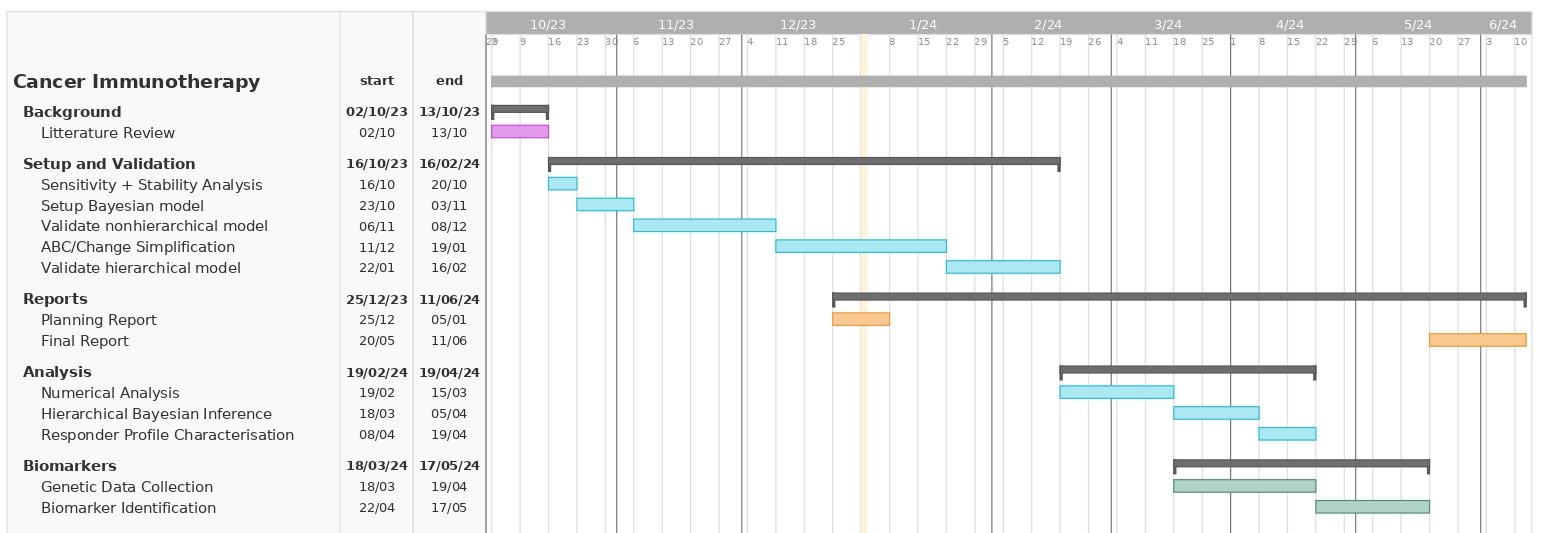 10/23 11/23 12/23 1/24 2/24 3/24 4/24 5/24 6/24
2 9 16 23 30 6 13 20 27 4 11 18 25 8 15 22 29 5 12 19 26 4 11 18 25 1 8 15 22 29 6 13 20 27 3 10
Cancer Immunotherapy start end
Background 02/10/23 13/10/23
Litterature Review 02/10 13/10
Setup and Validation 16/10/23 16/02/24
Sensitivity + Stability Analysis 16/10 20/10
Setup Bayesian model 23/10 03/11
Validate nonhierarchical model 06/11 08/12
ABC/Change Simplification 11/12 19/01
Validate hierarchical model 22/01 16/02
Reports 25/12/23 11/06/24
Planning Report 25/12 05/01
Final Report 20/05 11/06
Analysis 19/02/24 19/04/24
Numerical Analysis 19/02 15/03
Hierarchical Bayesian Inference 18/03 05/04
Responder Profile Characterisation 08/04 19/04
Biomarkers 18/03/24 17/05/24
Genetic Data Collection 18/03 19/04
Biomarker Identification 22/04 17/05